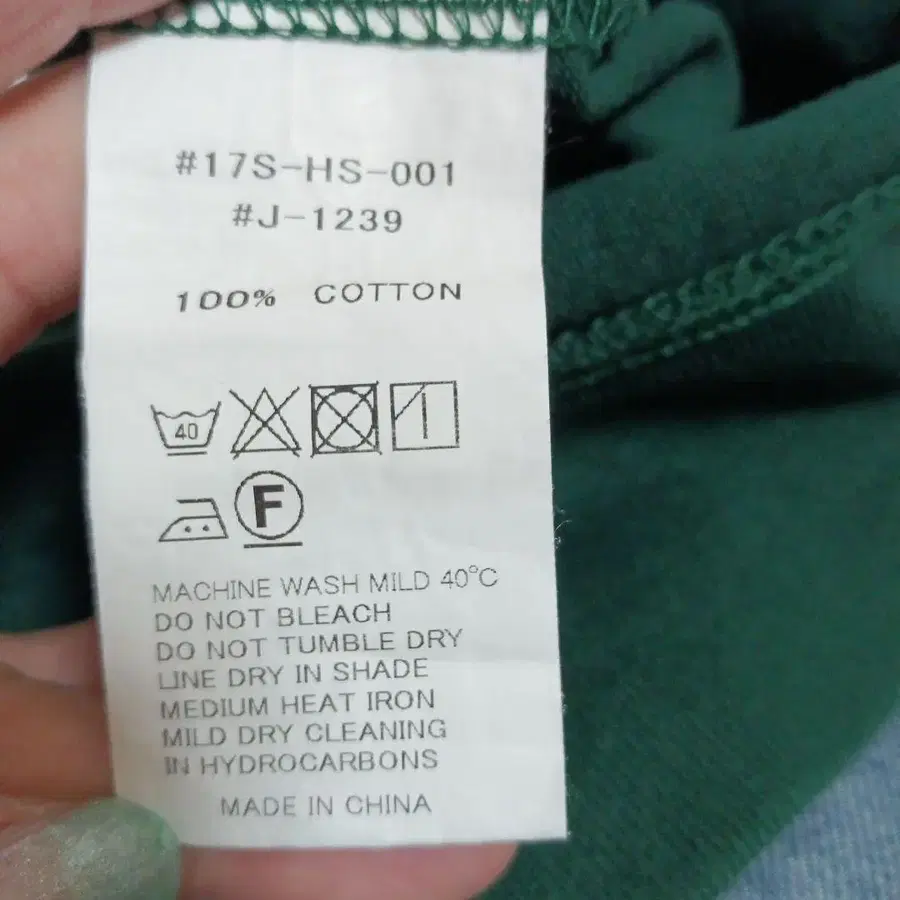 #17S-HS-001
#J-1239
100% COTTON
40
F
MACHINE WASH MILD 40°C
DO NOT BLEACH
DO NOT TUMBLE DRY
LINE DRY IN SHADE
MEDIUM HEAT IRON
MILD DRY CLEANING
IN HYDROCARBONS
MADE IN CHINA